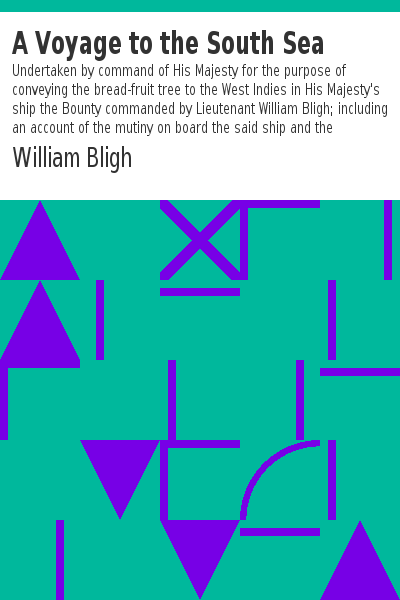 A Voyage to the South Sea
Undertaken by command of His Majesty for the purpose of
conveying the bread-fruit tree to the West Indies in His Majesty's
ship the Bounty commanded by Lieutenant William Bligh; including
an account of the mutiny on board the said ship and the
William Bligh